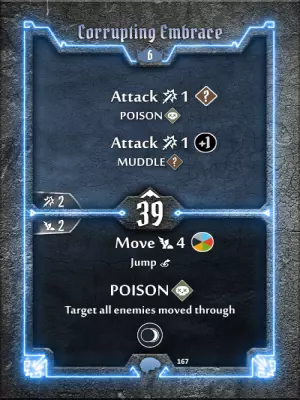 Corrupting Embrace
6
Attack 1 ?
POISON
Attack 1 +1
MUDDLE ?
2
39
2
Move 4
Jump
POISON
Target all enemies moved through
167